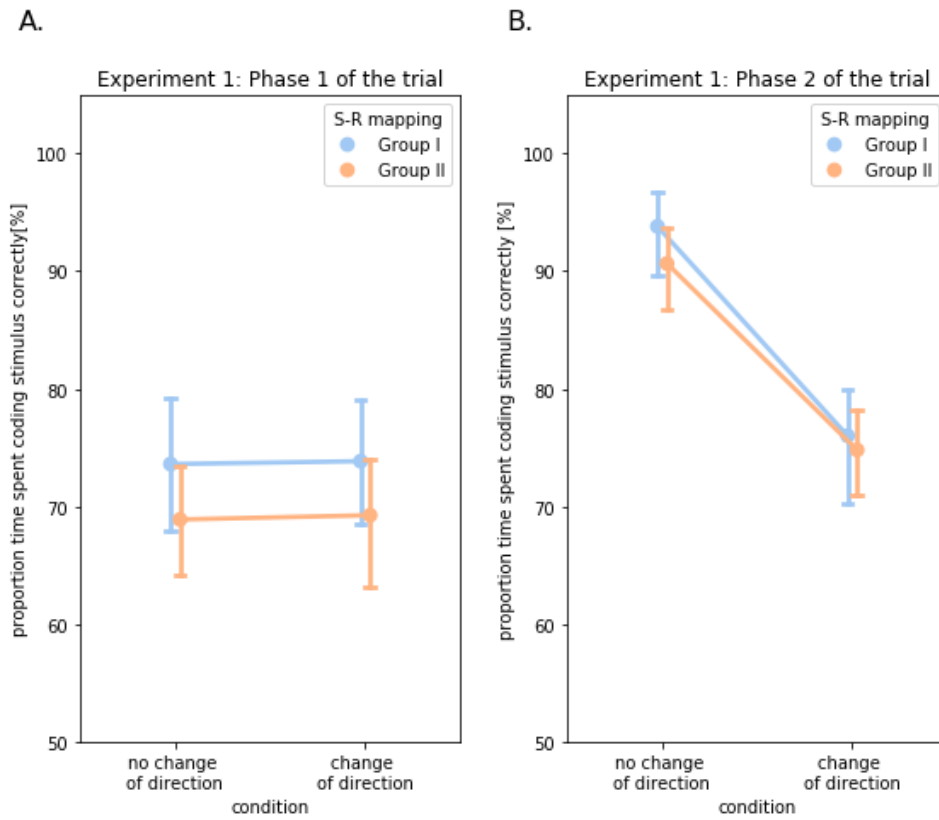 A.
Experiment 1: Phase 1 of the trial
S-R mapping
Group I
Group II
proportion time spent coding stimulus correctly[%]
100
90
80
70
60
50
no change
of direction
change
of direction
condition
B.
Experiment 1: Phase 2 of the trial
S-R mapping
Group I
Group II
proportion time spent coding stimulus correctly [%]
100
90
80
70
60
50
no change
of direction
change
of direction
condition